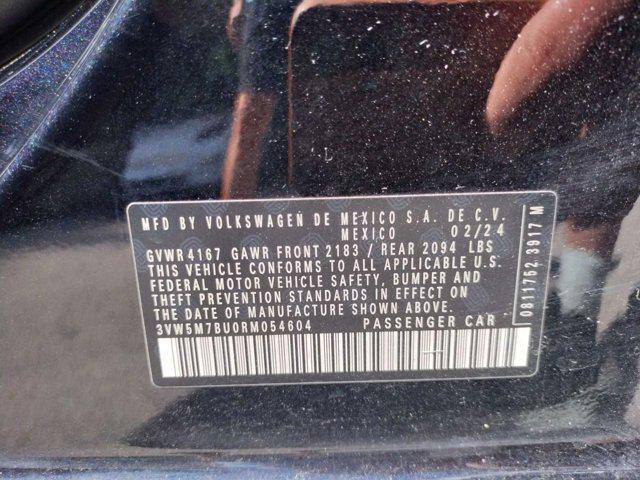 MFD BY VOLKSWAGEN DE MEXICO S.A. DE C.V.
MEXICO 02/24
GVWR 4167 GAWR FRONT 2183 / REAR 2094 LBS
THIS VEHICLE CONFORMS TO ALL APPLICABLE U.S.
FEDERAL MOTOR VEHICLE SAFETY, BUMPER AND
THEFT PREVENTION STANDARDS IN EFFECT ON
THE DATE OF MANUFACTURE SHOWN ABOVE.
3VW5M7BU0RM054604 PASSENGER CAR
0811752.3917 M